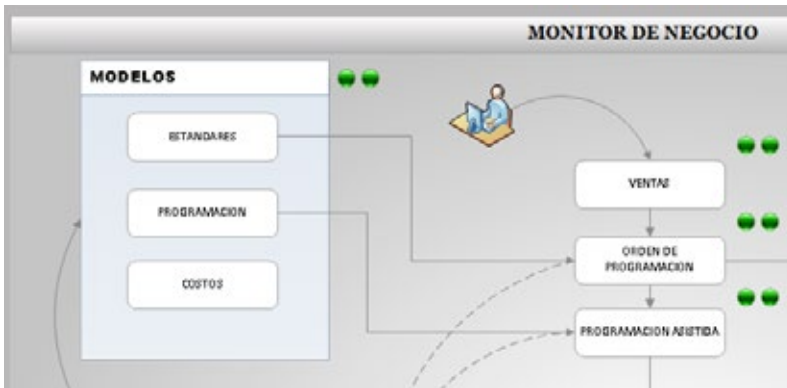 MONITOR DE NEGOCIO
MODELOS
ESTANDARES
PROGRAMACION
COSTOS
VENTAS
ORDEN DE
PROGRAMACION
PROGRAMACION ASISTIDA